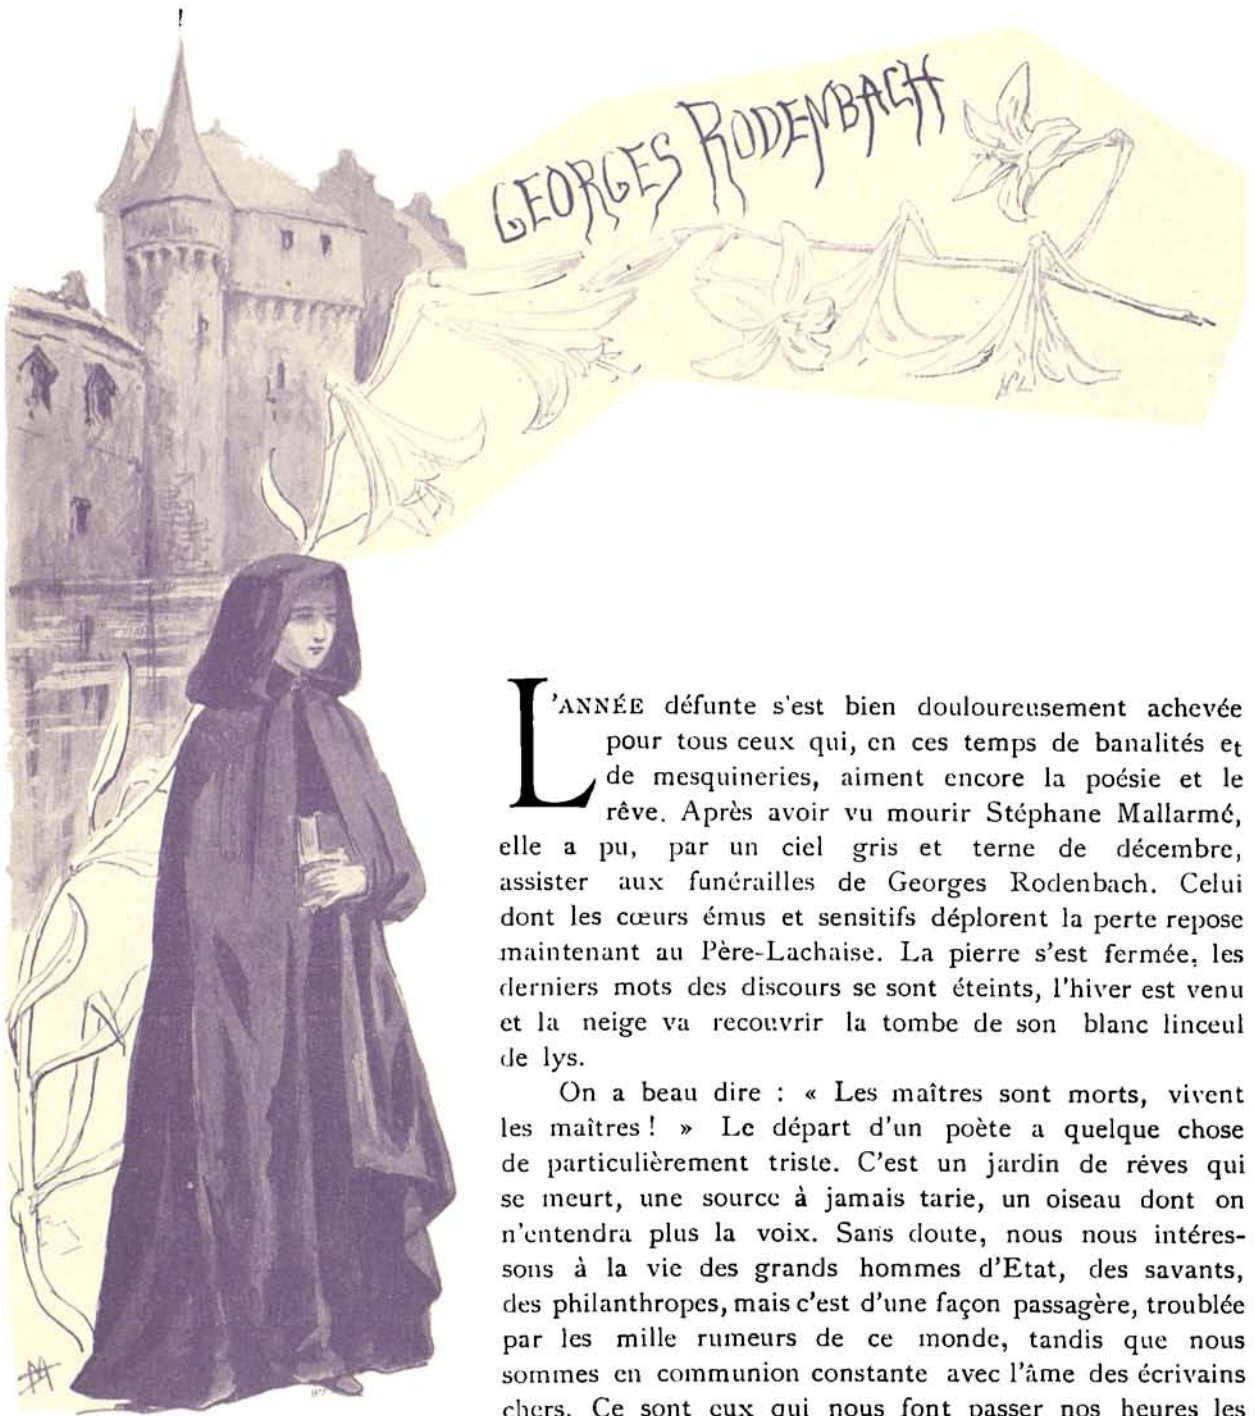 GEORGES RODENBACH
L'ANNÉE défunte s'est bien douloureusement achevée
pour tous ceux qui, en ces temps de banalités et
de mesquineries, aiment encore la poésie et le
rêve. Après avoir vu mourir Stéphane Mallarmé,
elle a pu, par un ciel gris et terne de décembre,
assister aux funérailles de Georges Rodenbach. Celui
dont les cœurs émus et sensitifs déplorent la perte repose
maintenant au Père-Lachaise. La pierre s'est fermée, les
derniers mots des discours se sont éteints, l'hiver est venu
et la neige va recouvrir la tombe de son blanc linceul
de lys.
On a beau dire : « Les maîtres sont morts, vivent
les maîtres ! » Le départ d'un poète a quelque chose
de particulièrement triste. C'est un jardin de rêves qui
se meurt, une source à jamais tarie, un oiseau dont on
n'entendra plus la voix. Sans doute, nous nous intéres-
sons à la vie des grands hommes d'Etat, des savants,
des philanthropes, mais c'est d'une façon passagère, troublée
par les mille rumeurs de ce monde, tandis que nous
sommes en communion constante avec l'âme des écrivains
chers. Ce sont eux qui nous font passer nos heures les